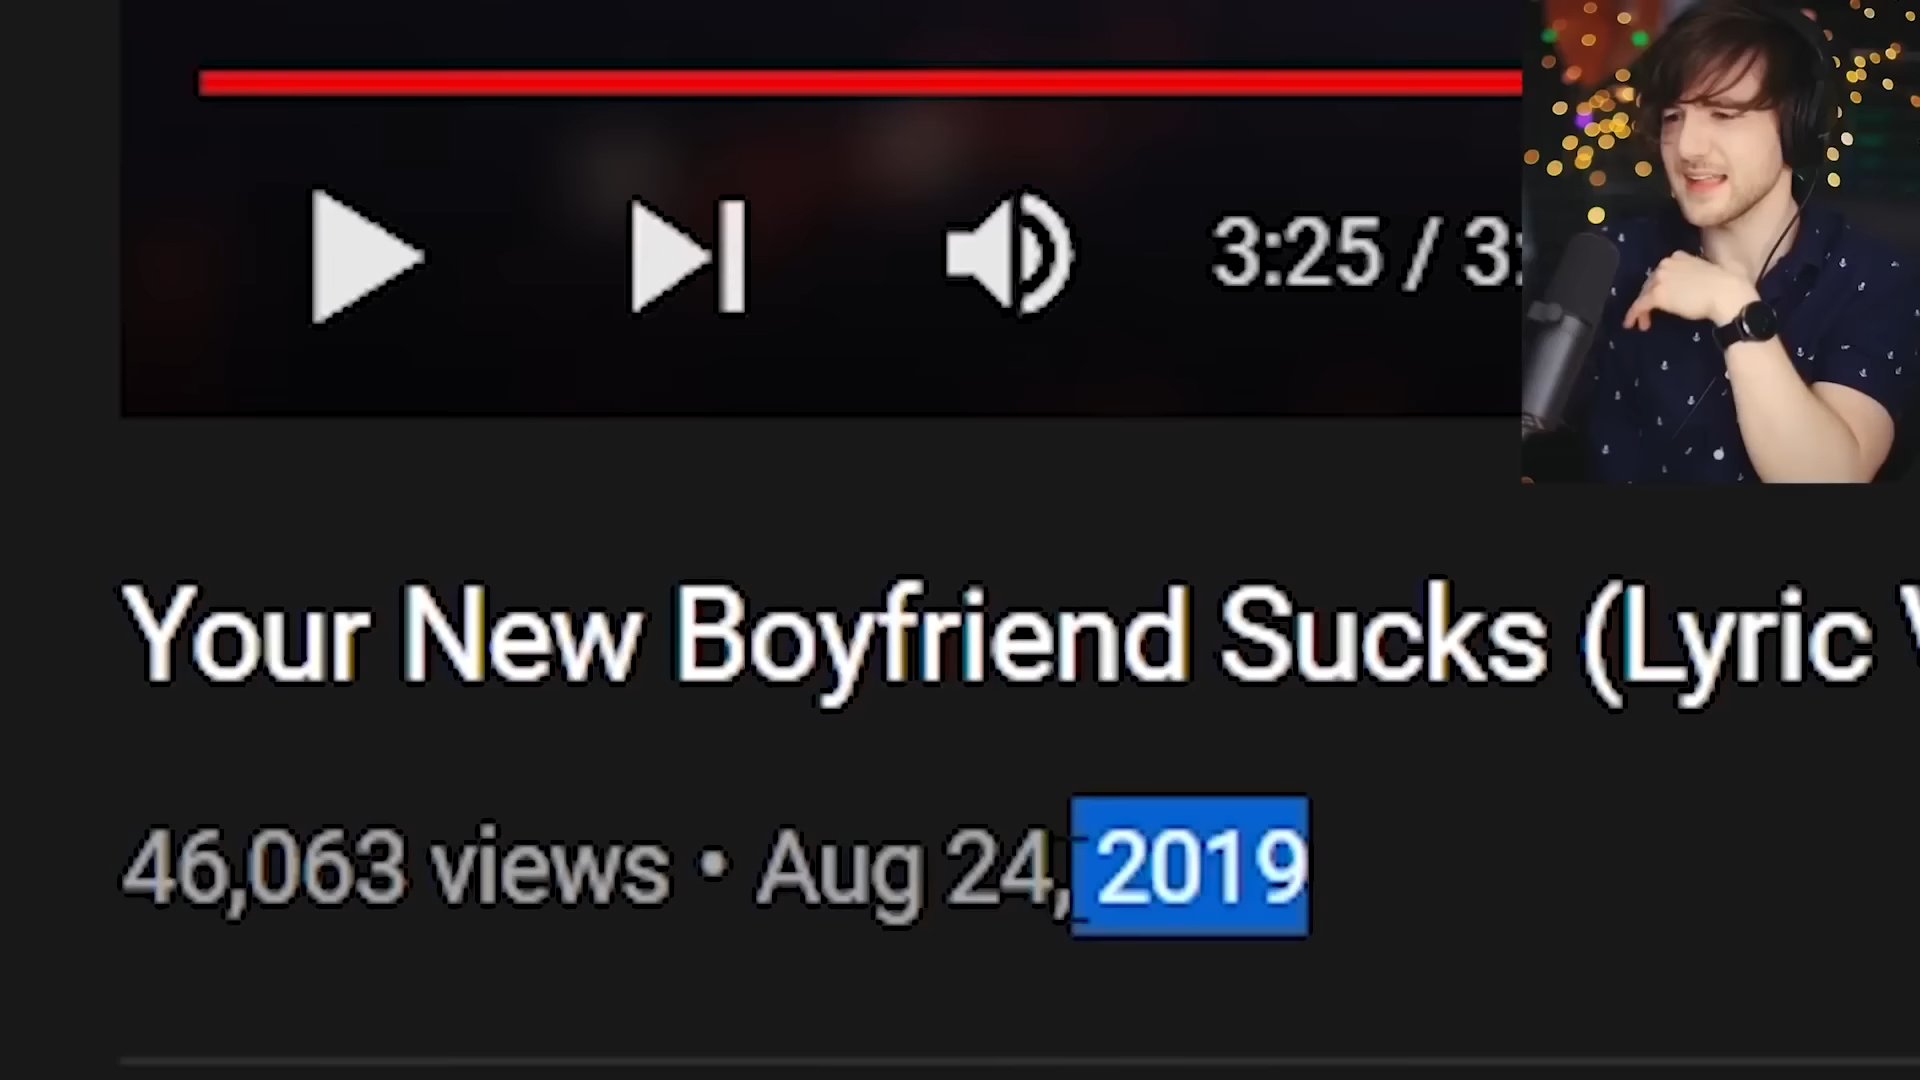 3:25 / 3:
Your New Boyfriend Sucks (Lyric
46,063 views • Aug 24, 2019